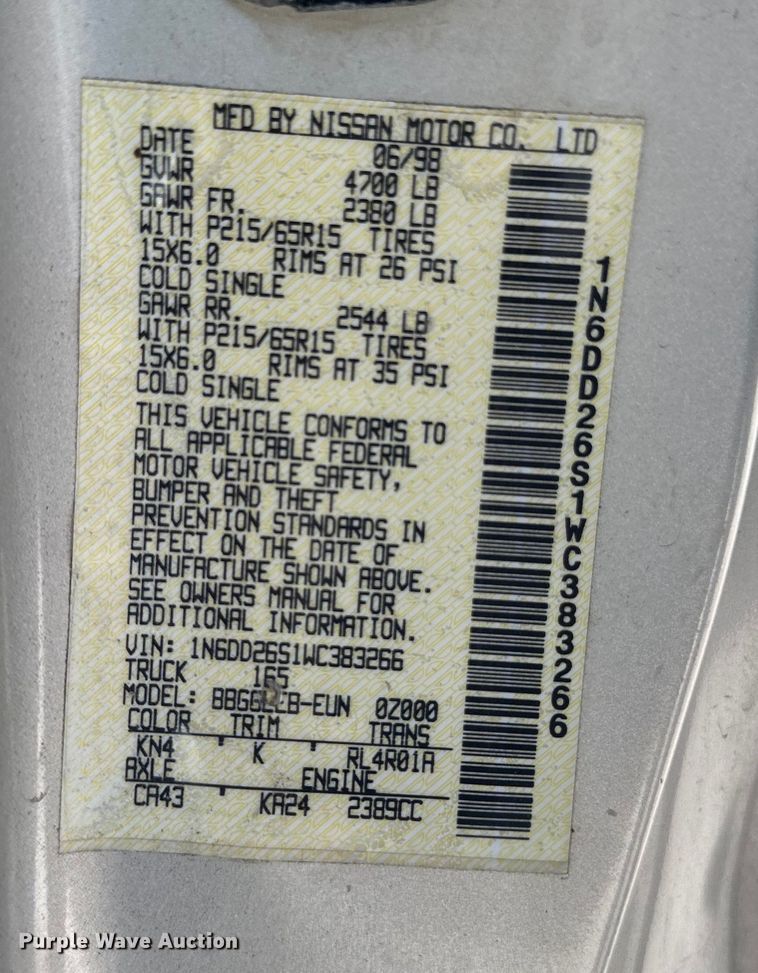 MFD BY NISSAN MOTOR CO., LTD
DATE 06/98
GVWR 4700 LB
GAWR FR. 2380 LB
WITH P215/65R15 TIRES
15X6.0 RIMS AT 26 PSI
COLD SINGLE
GAWR RR. 2544 LB
WITH P215/65R15 TIRES
15X6.0 RIMS AT 35 PSI
COLD SINGLE
THIS VEHICLE CONFORMS TO
ALL APPLICABLE FEDERAL
MOTOR VEHICLE SAFETY,
BUMPER AND THEFT
PREVENTION STANDARDS IN
EFFECT ON THE DATE OF
MANUFACTURE SHOWN ABOVE.
SEE OWNERS MANUAL FOR
ADDITIONAL INFORMATION.
VIN: 1N6DD26S1WC383266
TRUCK 165
MODEL: 0Z000
COLOR TRIM TRANS
KN4 K RL4R01A
AXLE ENGINE
CA43 KA24 2389CC
1N6DD26S1WC383266
Purple Wave Auction